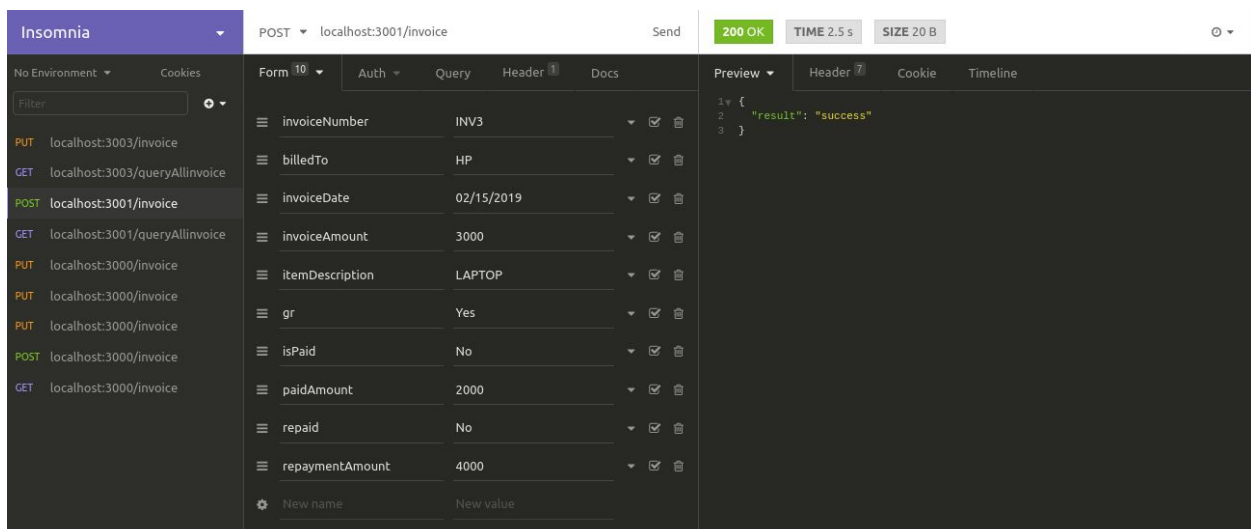 Insomnia
POST localhost:3001/invoice Send
200 OK TIME 2.5 s SIZE 20 B
No Environment Cookies
Filter
PUT localhost:3003/invoice
GET localhost:3003/queryAllinvoice
POST localhost:3001/invoice
GET localhost:3001/queryAllinvoice
PUT localhost:3000/invoice
PUT localhost:3000/invoice
PUT localhost:3000/invoice
POST localhost:3000/invoice
GET localhost:3000/invoice
Form 10 Auth Query Header 1 Docs
invoiceNumber INV3
billedTo HP
invoiceDate 02/15/2019
invoiceAmount 3000
itemDescription LAPTOP
gr Yes
isPaid No
paidAmount 2000
repaid No
repaymentAmount 4000
New name New value
Preview Header 7 Cookie Timeline
1 {
2 "result": "success"
3 }